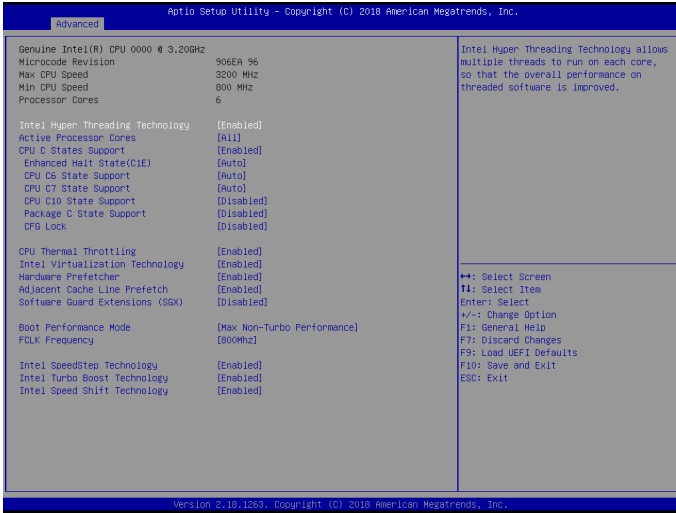 Aptio Setup Utility – Copyright (C) 2018 American Megatrends, Inc.
Advanced
Genuine Intel(R) CPU 0000 @ 3.20GHz
Microcode Revision 906EA 96
Max CPU Speed 3200 MHz
Min CPU Speed 800 MHz
Processor Cores 6
Intel Hyper Threading Technology [Enabled]
Active Processor Cores [All]
CPU C States Support [Enabled]
Enhanced Halt State(C1E) [Auto]
CPU C6 State Support [Auto]
CPU C7 State Support [Auto]
CPU C10 State Support [Disabled]
Package C State Support [Disabled]
CFG Lock [Disabled]
CPU Thermal Throttling [Enabled]
Intel Virtualization Technology [Enabled]
Hardware Prefetcher [Enabled]
Adjacent Cache Line Prefetch [Enabled]
Software Guard Extensions (SGX) [Disabled]
Boot Performance Mode [Max Non-Turbo Performance]
FCLK Frequency [800Mhz]
Intel SpeedStep Technology [Enabled]
Intel Turbo Boost Technology [Enabled]
Intel Speed Shift Technology [Enabled]
Intel Hyper Threading Technology allows
multiple threads to run on each core,
so that the overall performance on
threaded software is improved.
↔: Select Screen
↑↓: Select Item
Enter: Select
+/-: Change Option
F1: General Help
F7: Discard Changes
F9: Load UEFI Defaults
F10: Save and Exit
ESC: Exit
Version 2.18.1263. Copyright (C) 2018 American Megatrends, Inc.